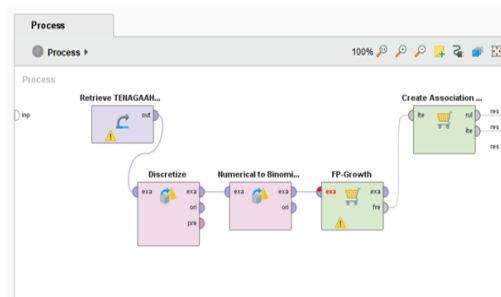 Process
Process
100%
Process
inp
Retrieve TENAGAAH...
out
Create Association ...
ite
rul
ite
res
res
res
Discretize
exa
exa
ori
pre
Numerical to Binomi...
exa
exa
ori
FP-Growth
exa
exa
fre